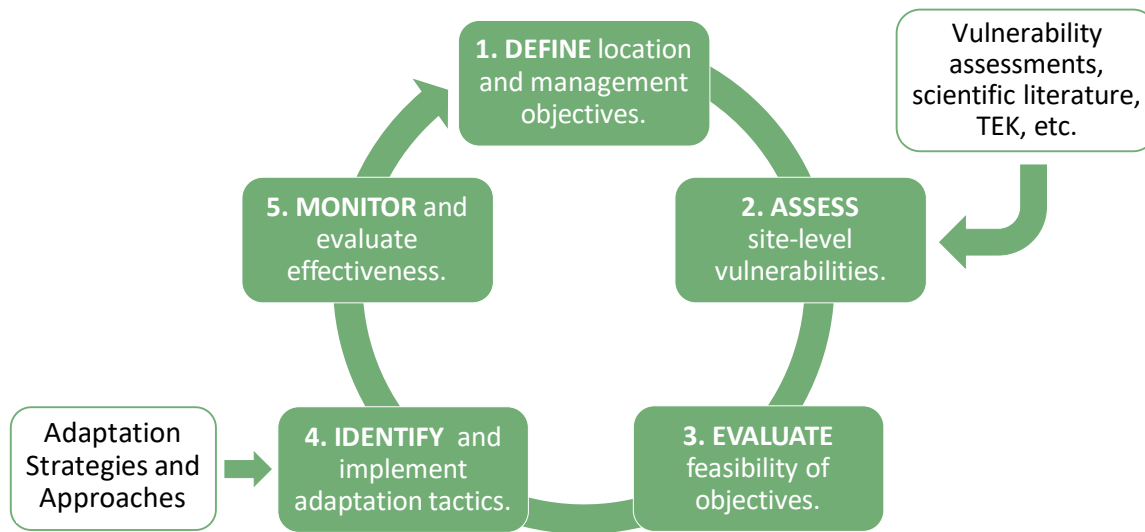 1. DEFINE location
and management
objectives.
Vulnerability
assessments,
scientific literature,
TEK, etc.
2. ASSESS
site-level
vulnerabilities.
3. EVALUATE
feasibility of
objectives.
4. IDENTIFY and
implement
adaptation tactics.
Adaptation
Strategies and
Approaches
5. MONITOR and
evaluate
effectiveness.